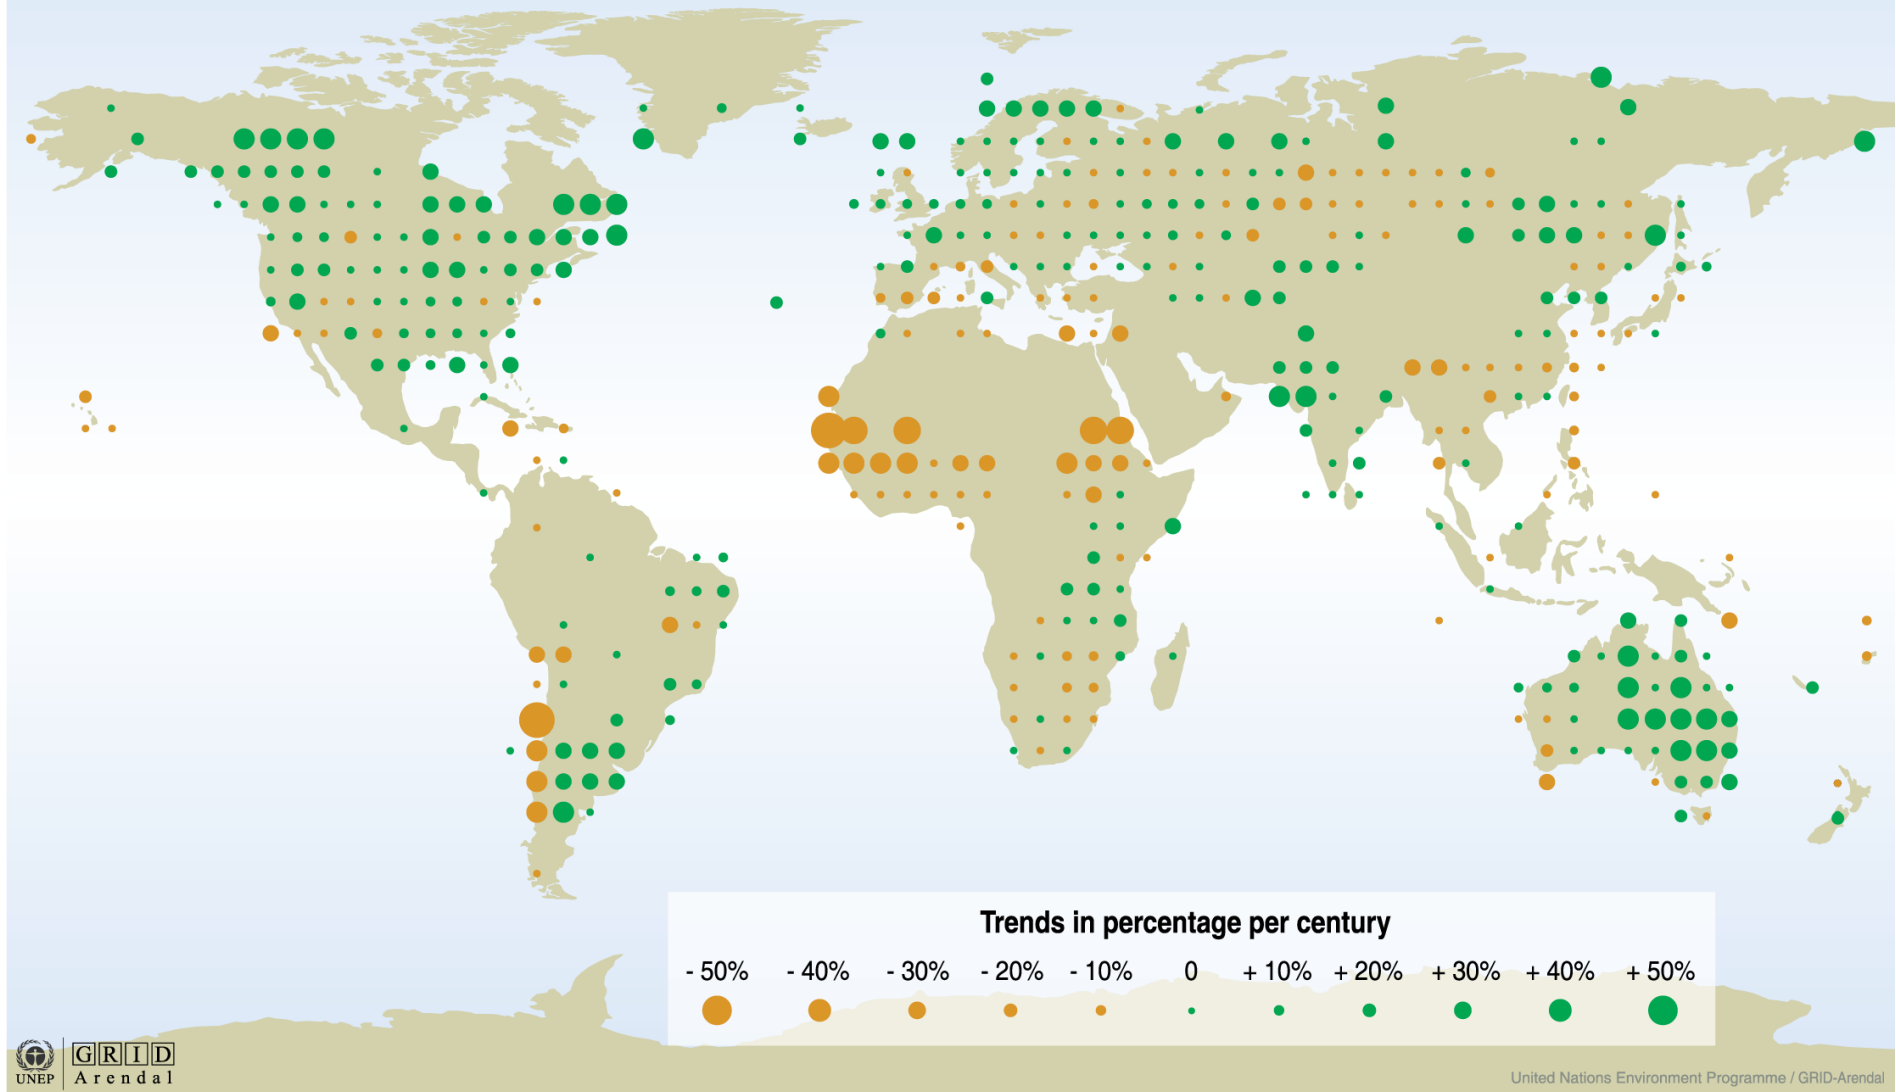 Trends in percentage per century
- 50% - 40% - 30% - 20% - 10% 0 + 10% + 20% + 30% + 40% + 50%
UNEP
GRID
Arendal
United Nations Environment Programme / GRID-Arendal